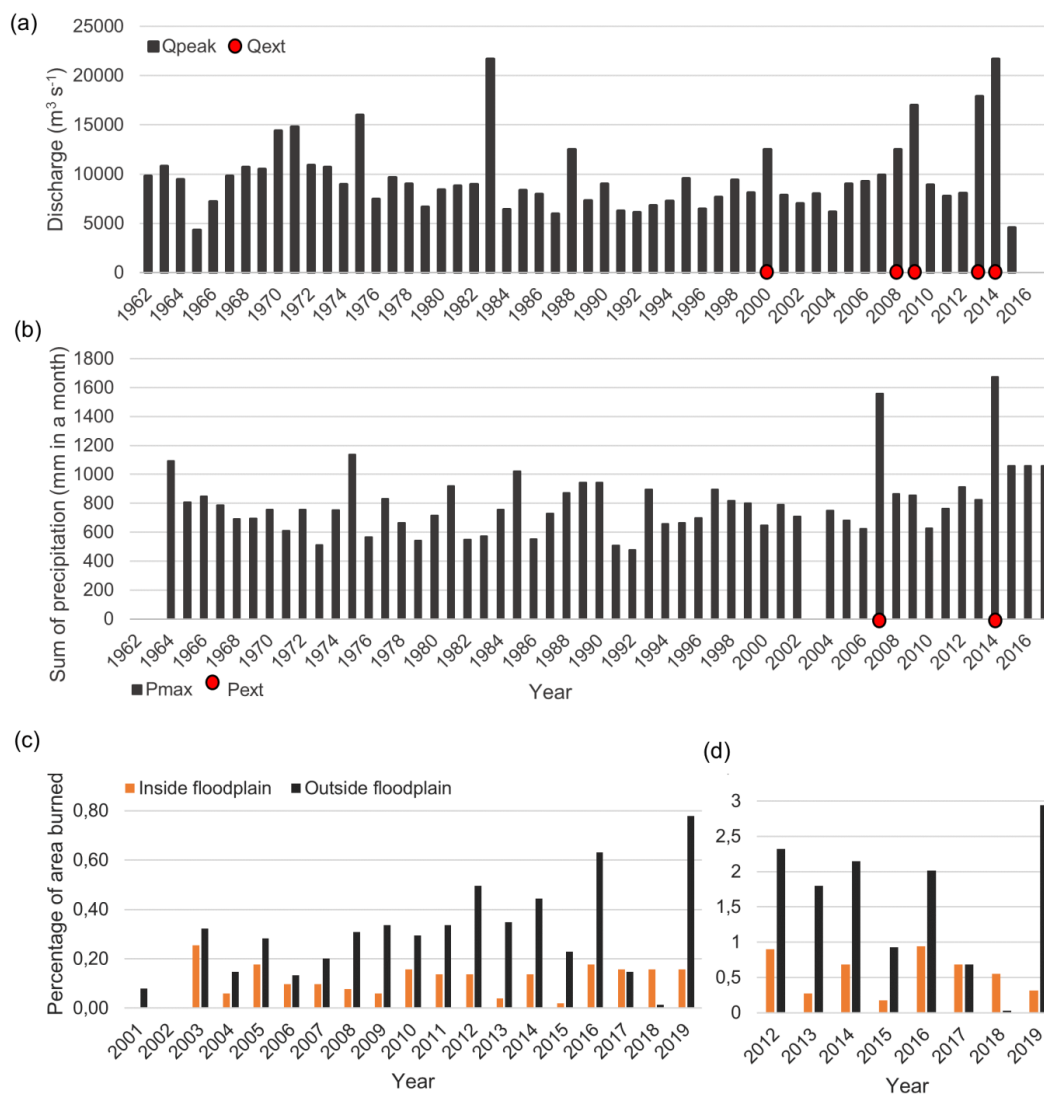 (a)
Qpeak Qext
Discharge (m³ s⁻¹)
25000
20000
15000
10000
5000
0
1962 1964 1966 1968 1970 1972 1974 1976 1978 1980 1982 1984 1986 1988 1990 1992 1994 1996 1998 2000 2002 2004 2006 2008 2010 2012 2014 2016
(b)
Sum of precipitation (mm in a month)
1800
1600
1400
1200
1000
800
600
400
200
0
1962 1964 1966 1968 1970 1972 1974 1976 1978 1980 1982 1984 1986 1988 1990 1992 1994 1996 1998 2000 2002 2004 2006 2008 2010 2012 2014 2016
Pmax Pext
Year
(c)
Inside floodplain Outside floodplain
Percentage of area burned
0,80
0,60
0,40
0,20
0,00
2001 2002 2003 2004 2005 2006 2007 2008 2009 2010 2011 2012 2013 2014 2015 2016 2017 2018 2019
Year
(d)
3
2,5
2
1,5
1
0,5
0
2012 2013 2014 2015 2016 2017 2018 2019
Year